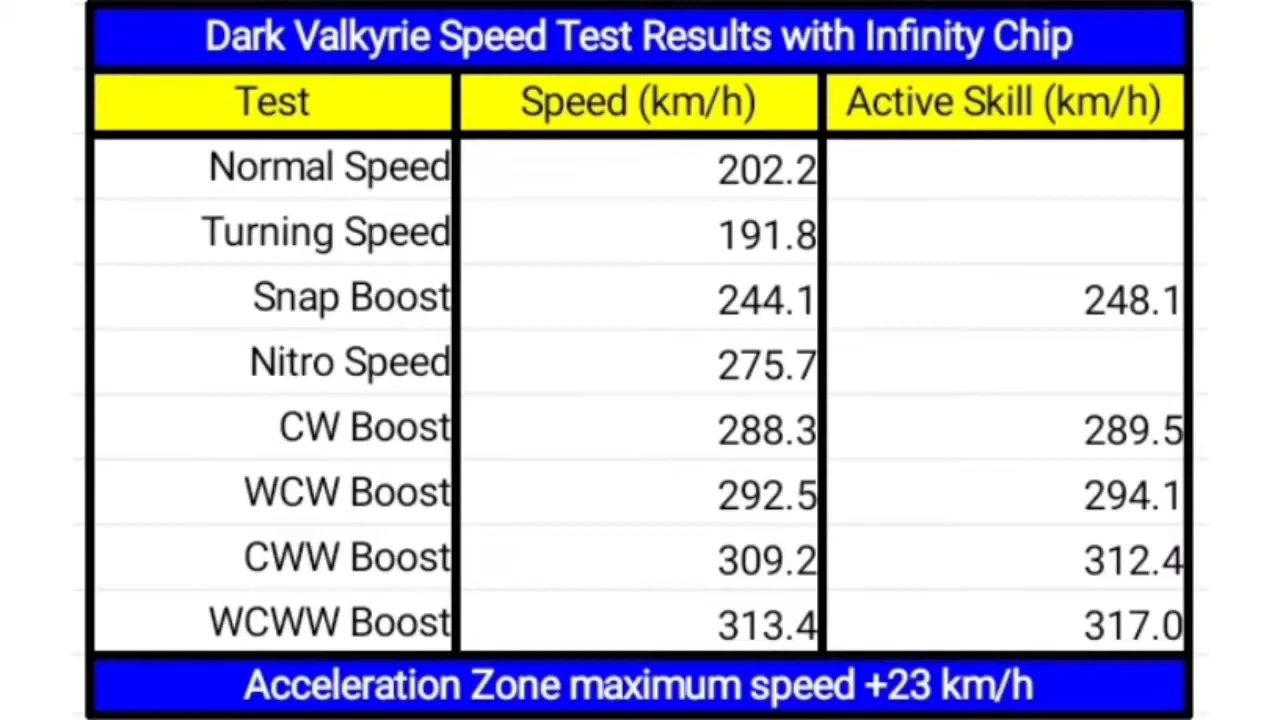 Dark Valkyrie Speed Test Results with Infinity Chip
Test Speed (km/h) Active Skill (km/h)
Normal Speed 202.2
Turning Speed 191.8
Snap Boost 244.1 248.1
Nitro Speed 275.7
CW Boost 288.3 289.5
WCW Boost 292.5 294.1
CWW Boost 309.2 312.4
WCWW Boost 313.4 317.0
Acceleration Zone maximum speed +23 km/h